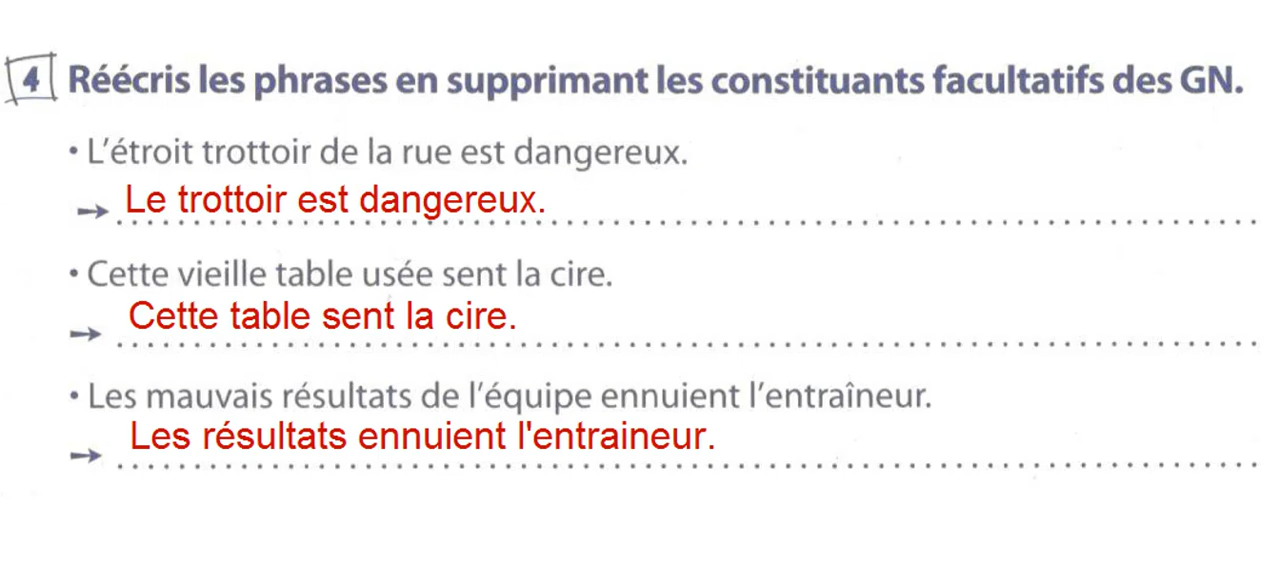 4 Réécris les phrases en supprimant les constituants facultatifs des GN.
• L'étroit trottoir de la rue est dangereux.
→ Le trottoir est dangereux.
• Cette vieille table usée sent la cire.
→ Cette table sent la cire.
• Les mauvais résultats de l'équipe ennuient l'entraîneur.
→ Les résultats ennuient l'entraineur.